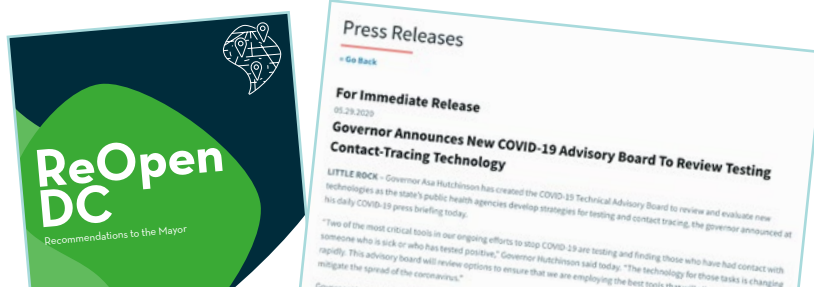 ReOpen
DC
Recommendations to the Mayor
Press Releases
« Go Back
For Immediate Release
05.29.2020
Governor Announces New COVID-19 Advisory Board To Review Testing
Contact-Tracing Technology
LITTLE ROCK – Governor Asa Hutchinson has created the COVID-19 Technical Advisory Board to review and evaluate new
technologies as the state's public health agencies develop strategies for testing and contact tracing, the governor announced at
his daily COVID-19 press briefing today.
"Two of the most critical tools in our ongoing efforts to stop COVID-19 are testing and finding those who have had contact with
someone who is sick or who has tested positive," Governor Hutchinson said today. "The technology for those tasks is changing
rapidly. This advisory board will review options to ensure that we are employing the best tools
mitigate the spread of the coronavirus."